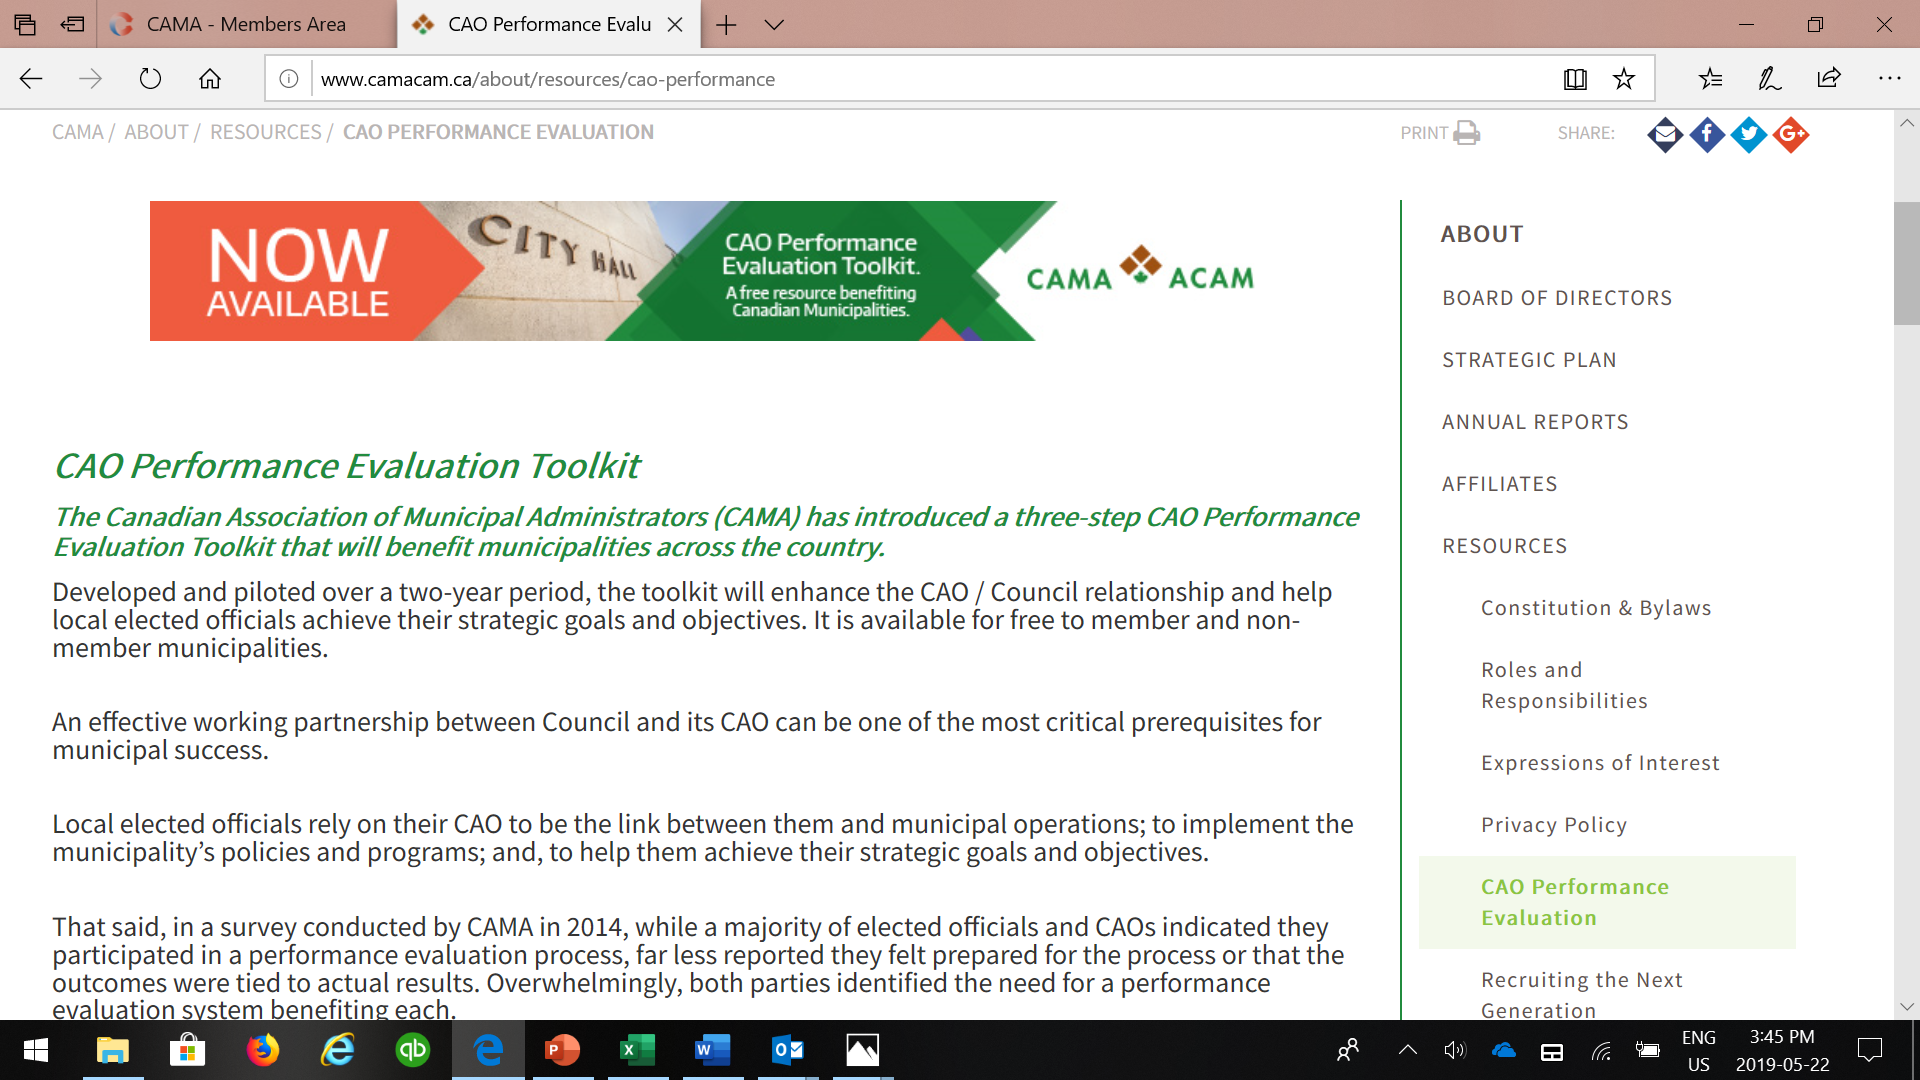 CAMA - Members Area
CAO Performance Evalu
www.camacam.ca/about/resources/cao-performance
CAMA / ABOUT / RESOURCES / CAO PERFORMANCE EVALUATION
PRINT
SHARE:
NOW
AVAILABLE
CITY HALL
CAO Performance
Evaluation Toolkit.
A free resource benefiting
Canadian Municipalities.
CAMA ACAM
CAO Performance Evaluation Toolkit
The Canadian Association of Municipal Administrators (CAMA) has introduced a three-step CAO Performance
Evaluation Toolkit that will benefit municipalities across the country.
Developed and piloted over a two-year period, the toolkit will enhance the CAO / Council relationship and help
local elected officials achieve their strategic goals and objectives. It is available for free to member and non-
member municipalities.
An effective working partnership between Council and its CAO can be one of the most critical prerequisites for
municipal success.
Local elected officials rely on their CAO to be the link between them and municipal operations; to implement the
municipality’s policies and programs; and, to help them achieve their strategic goals and objectives.
That said, in a survey conducted by CAMA in 2014, while a majority of elected officials and CAOs indicated they
participated in a performance evaluation process, far less reported they felt prepared for the process or that the
outcomes were tied to actual results. Overwhelmingly, both parties identified the need for a performance
evaluation system benefiting each.
ABOUT
BOARD OF DIRECTORS
STRATEGIC PLAN
ANNUAL REPORTS
AFFILIATES
RESOURCES
Constitution & Bylaws
Roles and
Responsibilities
Expressions of Interest
Privacy Policy
CAO Performance
Evaluation
Recruiting the Next
Generation
ENG
US
3:45 PM
2019-05-22